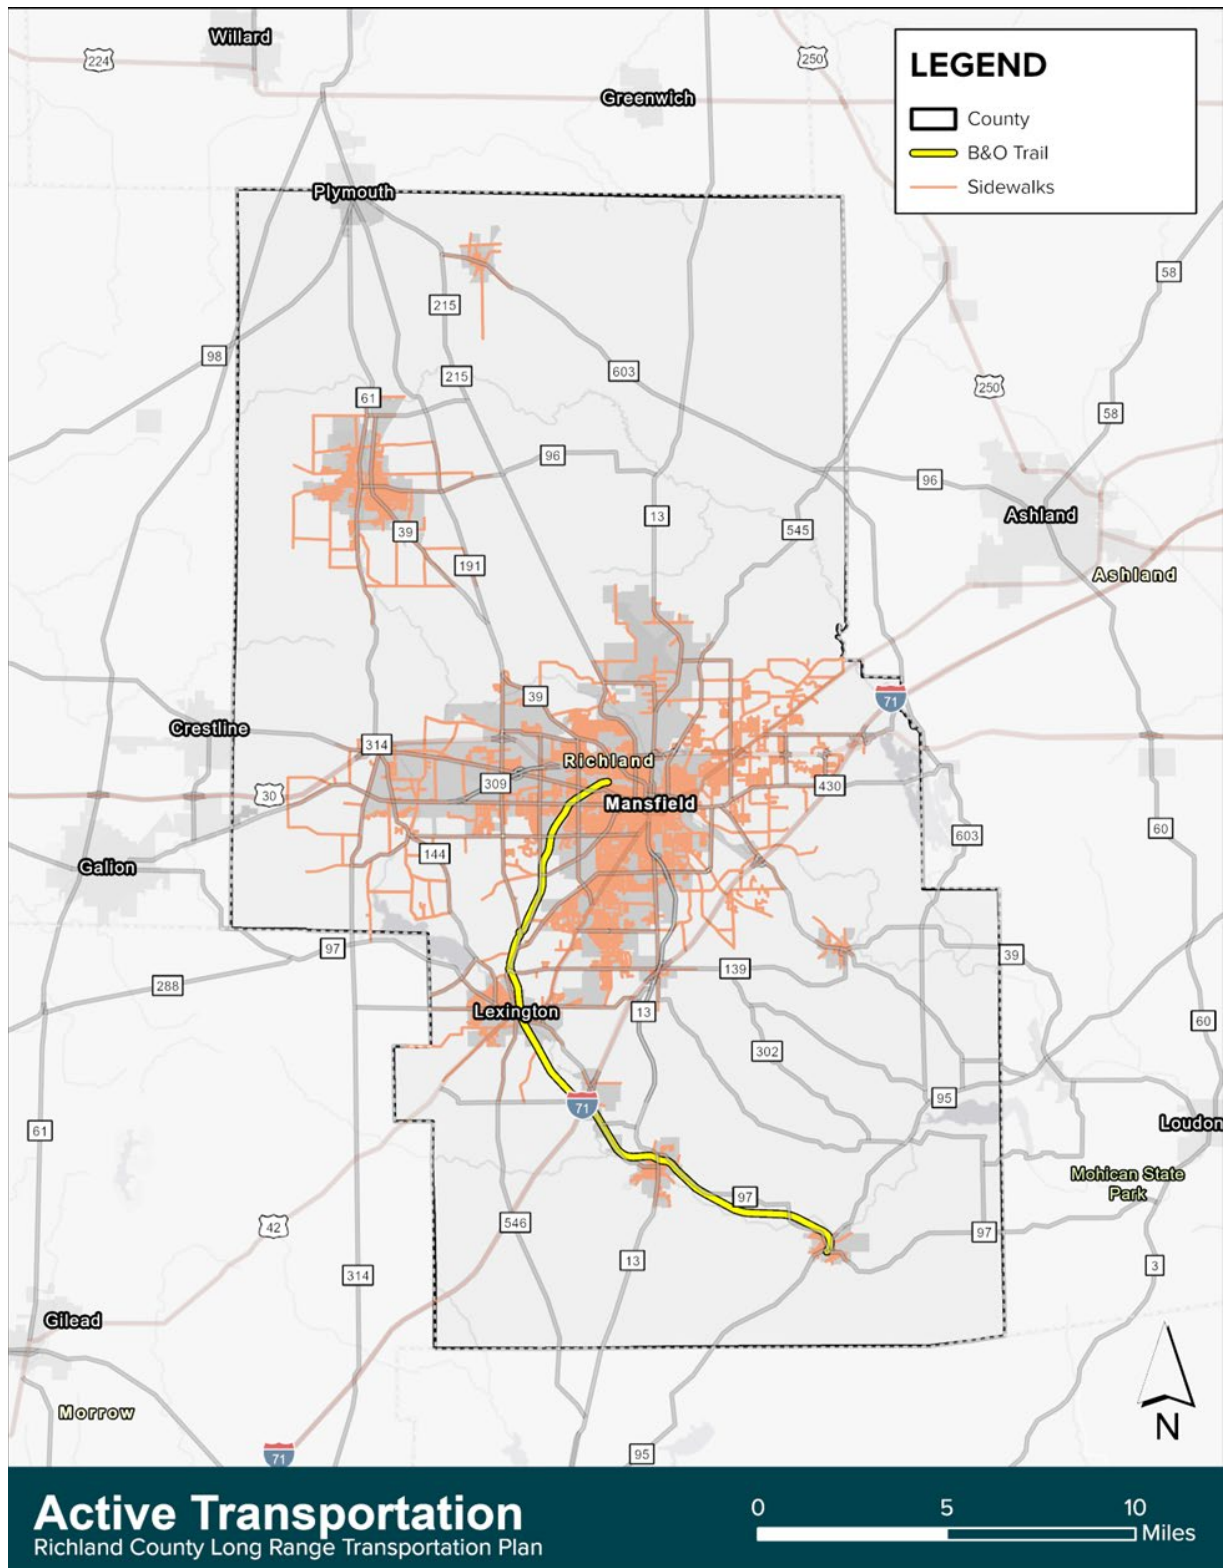 Willard
224
250
LEGEND
County
B&O Trail
Sidewalks
Greenwich
Plymouth
58
215
98
603
215
250
61
58
96
96
13
Ashland
39
545
191
Ashland
39
71
Crestline
314
Richland
309
430
30
Mansfield
60
603
144
Galion
97
39
139
288
Lexington
13
60
302
95
71
61
Loudon
Mohican State
Park
97
546
42
97
13
3
314
Gilead
Morrow
N
71
95
Active Transportation
Richland County Long Range Transportation Plan
0 5 10
Miles